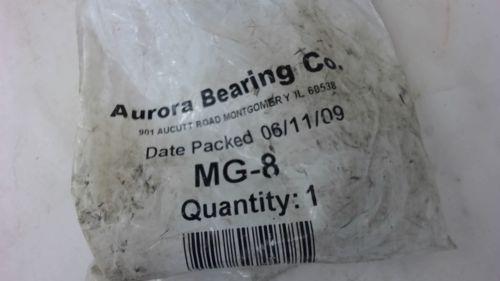 Aurora Bearing Co.
901 AUCUTT ROAD MONTGOMERY IL 60538
Date Packed 06/11/09
MG-8
Quantity: 1